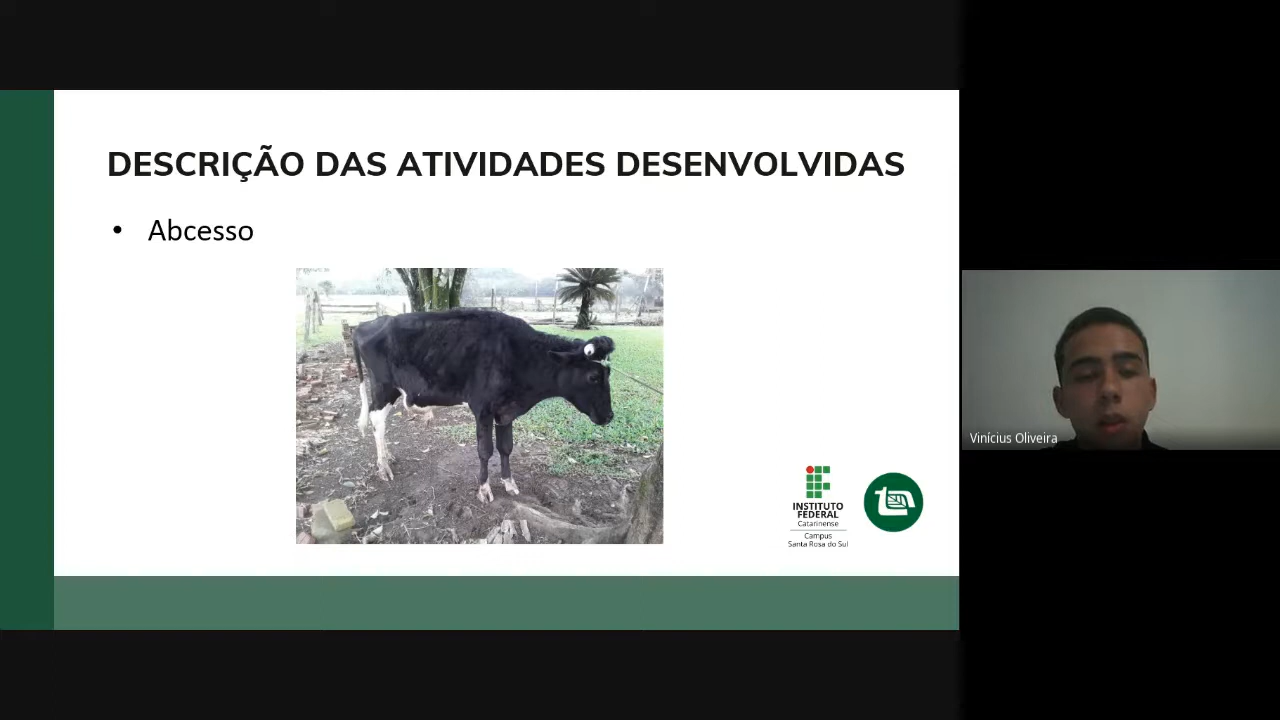 DESCRIÇÃO DAS ATIVIDADES DESENVOLVIDAS
• Abcesso
INSTITUTO
FEDERAL
Catarinense
Campus
Santa Rosa do Sul
Vinícius Oliveira